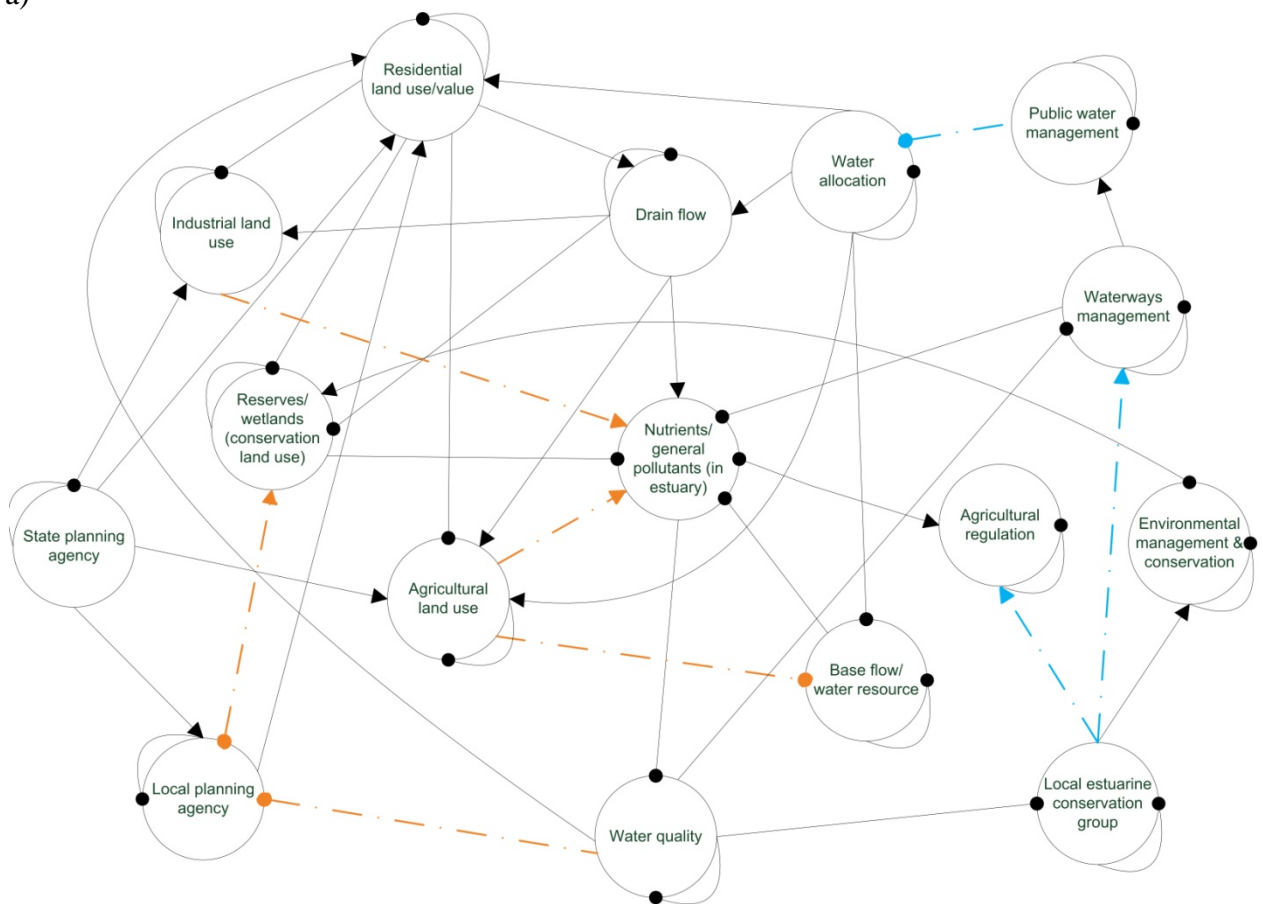 a)
Residential
land use/value
Public water
management
Water
allocation
Industrial land
use
Drain flow
Waterways
management
Reserves/
wetlands
(conservation
land use)
Nutrients/
general
pollutants (in
estuary)
State planning
agency
Agricultural
regulation
Environmental
management &
conservation
Agricultural
land use
Base flow/
water resource
Local planning
agency
Water quality
Local estuarine
conservation
group